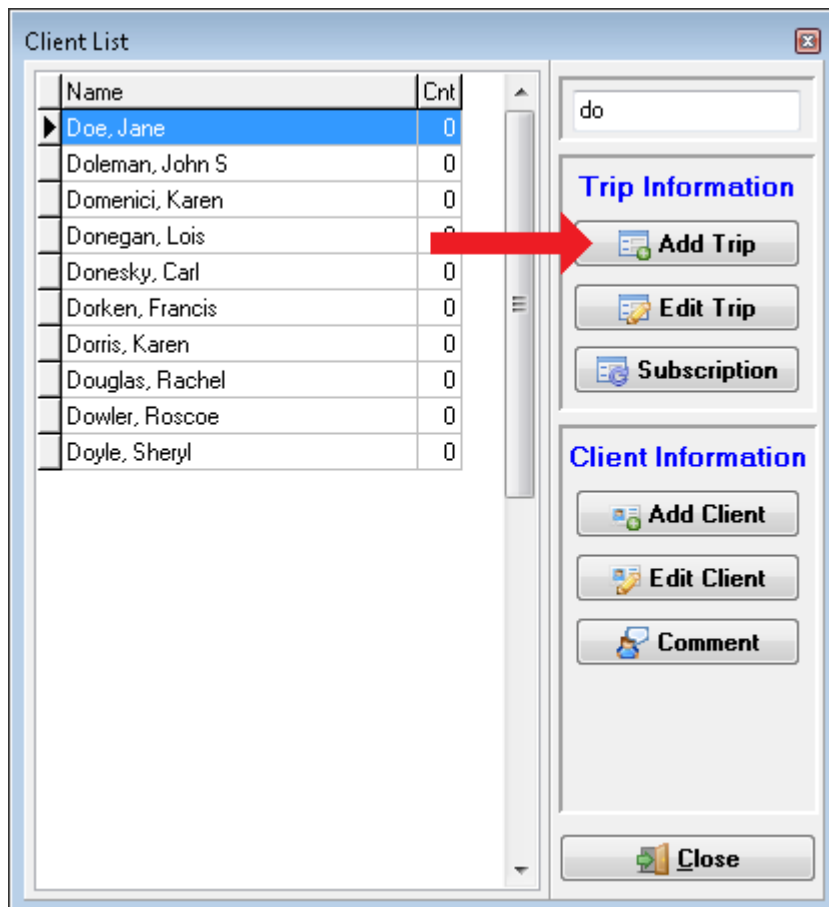 Client List
Name Cnt
Doe, Jane 0
Doleman, John S 0
Domenici, Karen 0
Donegan, Lois
Donesky, Carl 0
Dorken, Francis 0
Dorris, Karen 0
Douglas, Rachel 0
Dowler, Roscoe 0
Doyle, Sheryl 0
do
Trip Information
Add Trip
Edit Trip
Subscription
Client Information
Add Client
Edit Client
Comment
Close